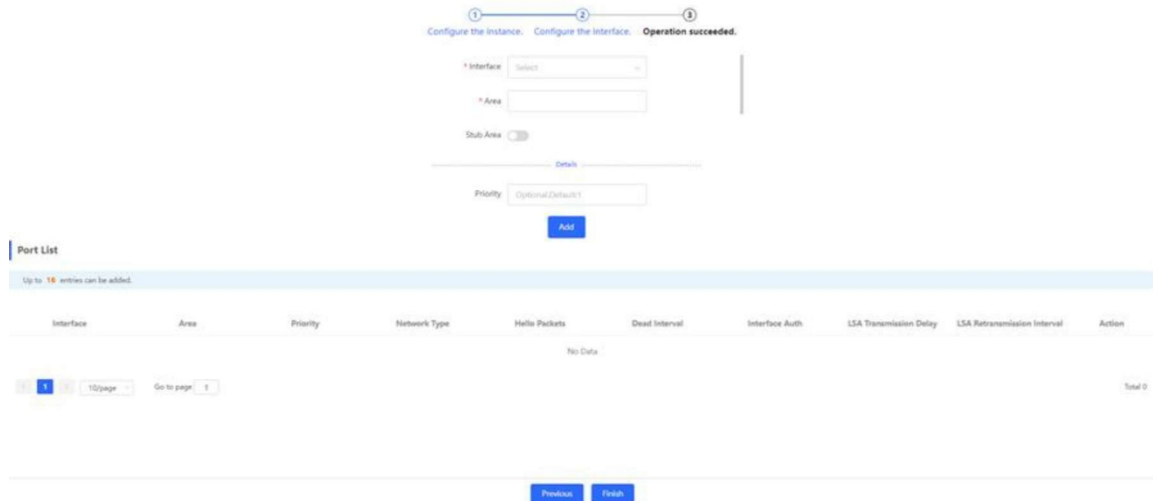 1 2 3
Configure the Instance. Configure the Interface. Operation succeeded.
* Interface Select
* Area
Stub Area
Details
Priority Optional.Default:1
Add
Port List
Up to 16 entries can be added.
Interface Area Priority Network Type Hello Packets Dead Interval Interface Auth LSA Transmission Delay LSA Retransmission Interval Action
No Data
1 10/page Go to page 1 Total 0
Previous Finish